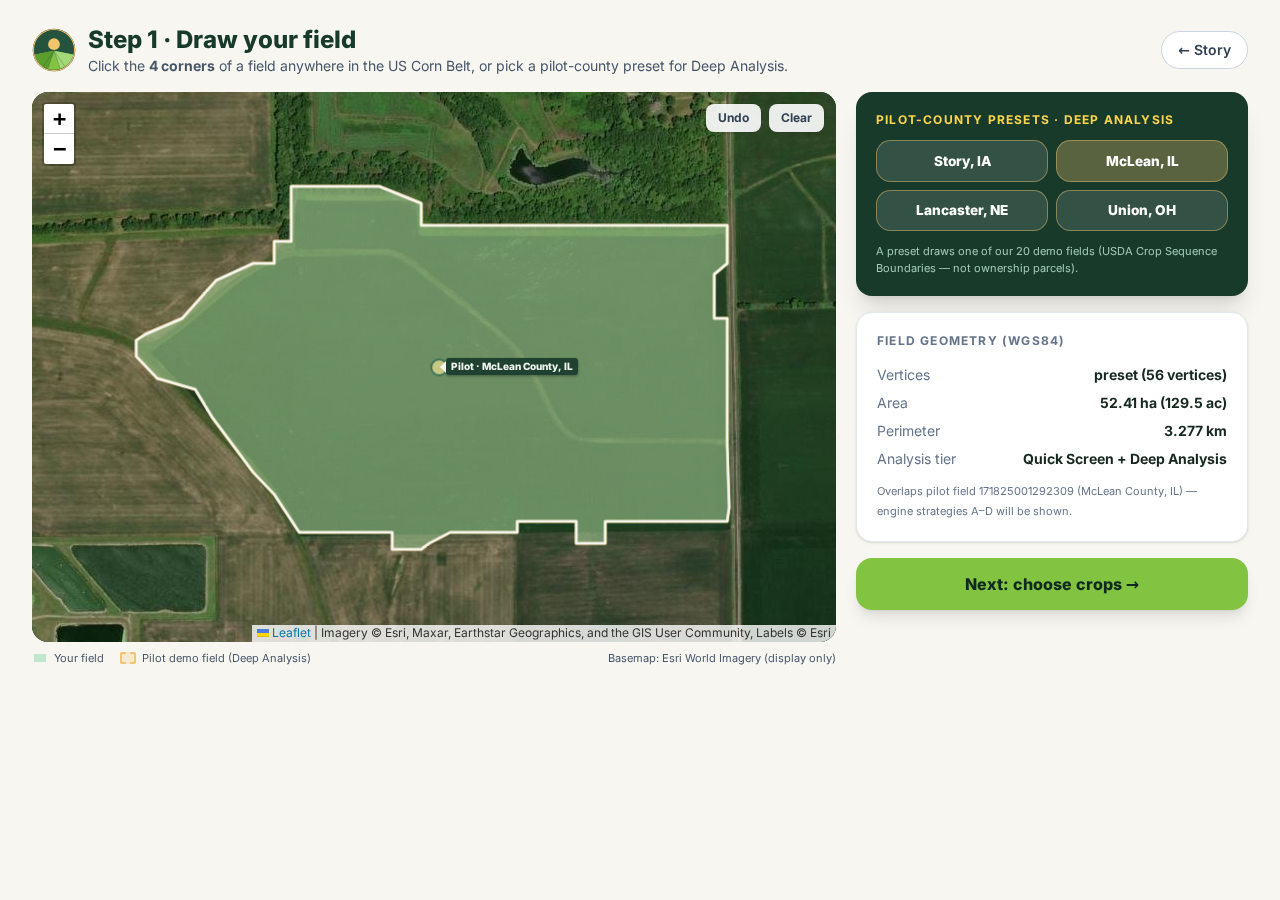 Step 1 · Draw your field
Click the 4 corners of a field anywhere in the US Corn Belt, or pick a pilot-county preset for Deep Analysis.
← Story
+
−
Undo
Clear
Pilot · McLean County, IL
Leaflet | Imagery © Esri, Maxar, Earthstar Geographics, and the GIS User Community, Labels © Esri
Your field
Pilot demo field (Deep Analysis)
Basemap: Esri World Imagery (display only)
PILOT-COUNTY PRESETS · DEEP ANALYSIS
Story, IA
McLean, IL
Lancaster, NE
Union, OH
A preset draws one of our 20 demo fields (USDA Crop Sequence
Boundaries — not ownership parcels).
FIELD GEOMETRY (WGS84)
Vertices preset (56 vertices)
Area 52.41 ha (129.5 ac)
Perimeter 3.277 km
Analysis tier Quick Screen + Deep Analysis
Overlaps pilot field 171825001292309 (McLean County, IL) —
engine strategies A–D will be shown.
Next: choose crops →